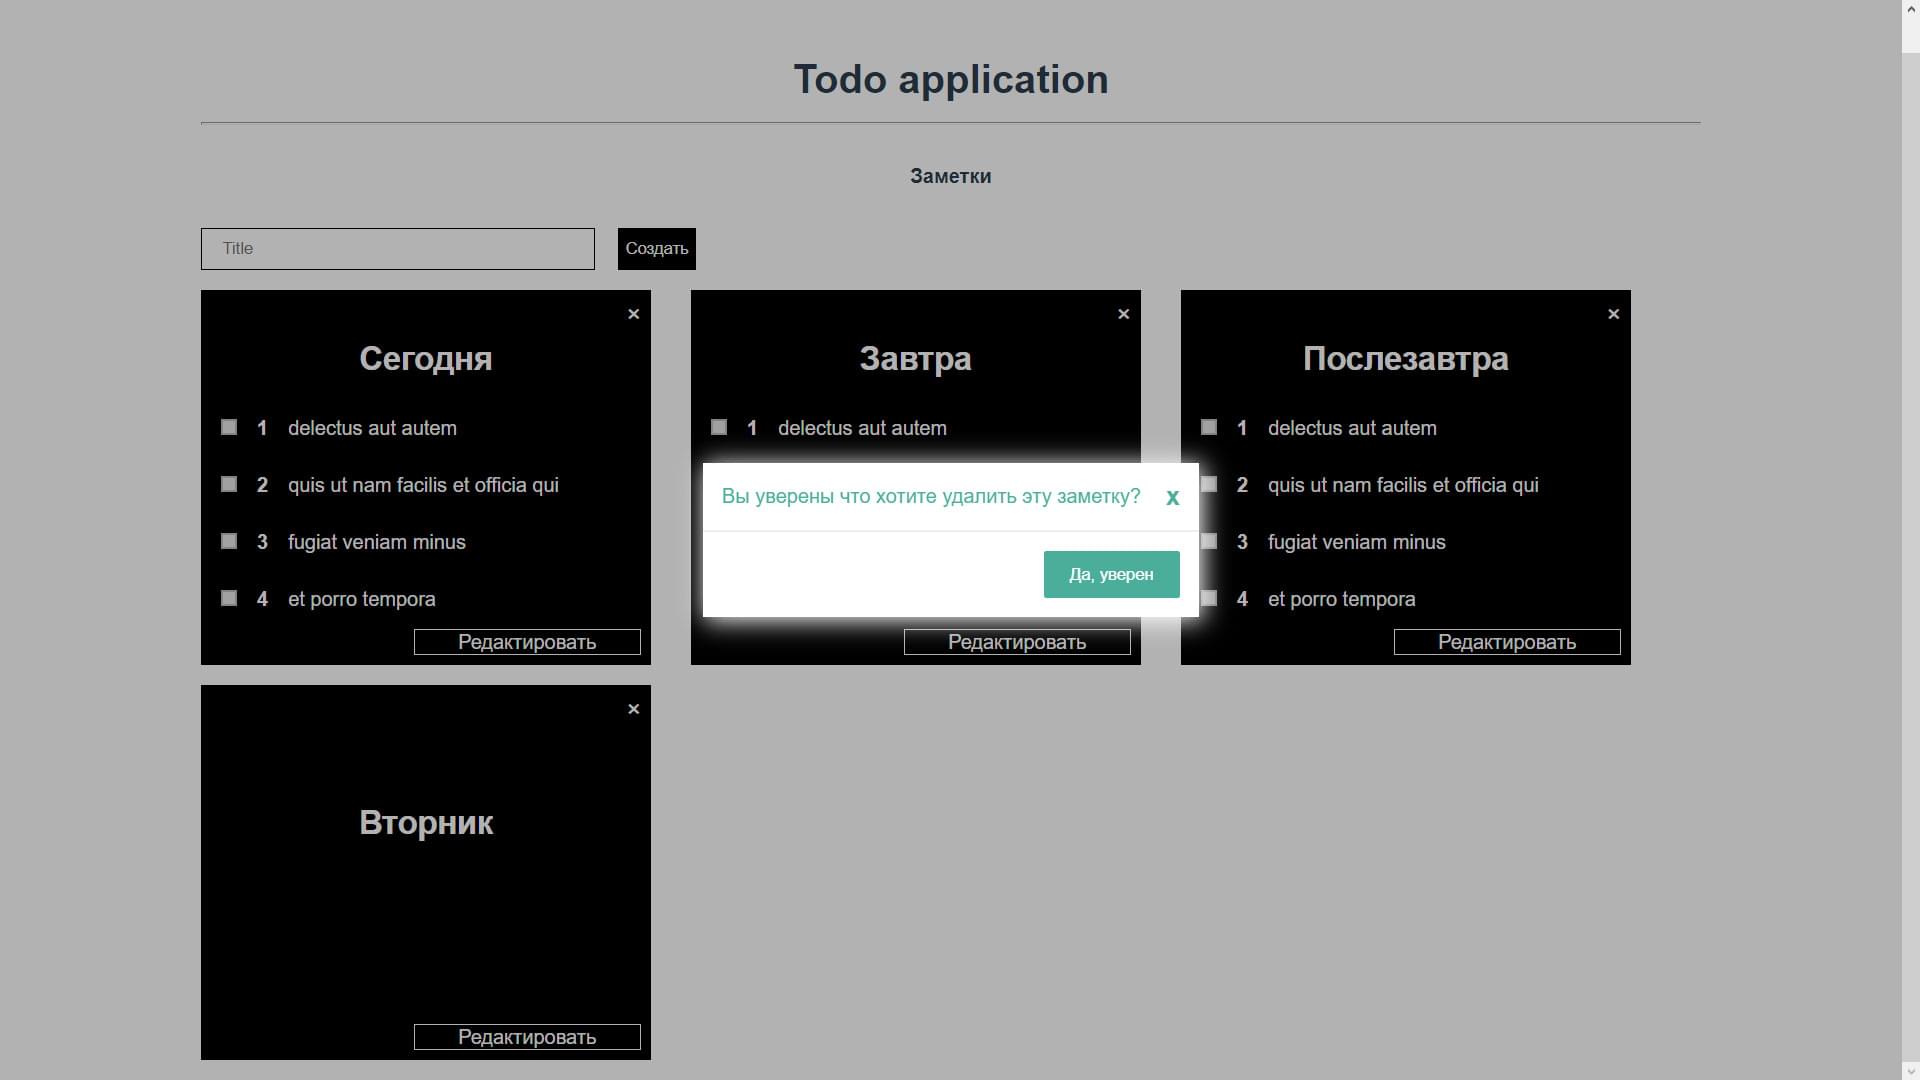 Todo application
Заметки
Title
Создать
×
Сегодня
1 delectus aut autem
2 quis ut nam facilis et officia qui
3 fugiat veniam minus
4 et porro tempora
Редактировать
×
Завтра
1 delectus aut autem
Редактировать
×
Послезавтра
1 delectus aut autem
2 quis ut nam facilis et officia qui
3 fugiat veniam minus
4 et porro tempora
Редактировать
Вы уверены что хотите удалить эту заметку? x
Да, уверен
×
Вторник
Редактировать